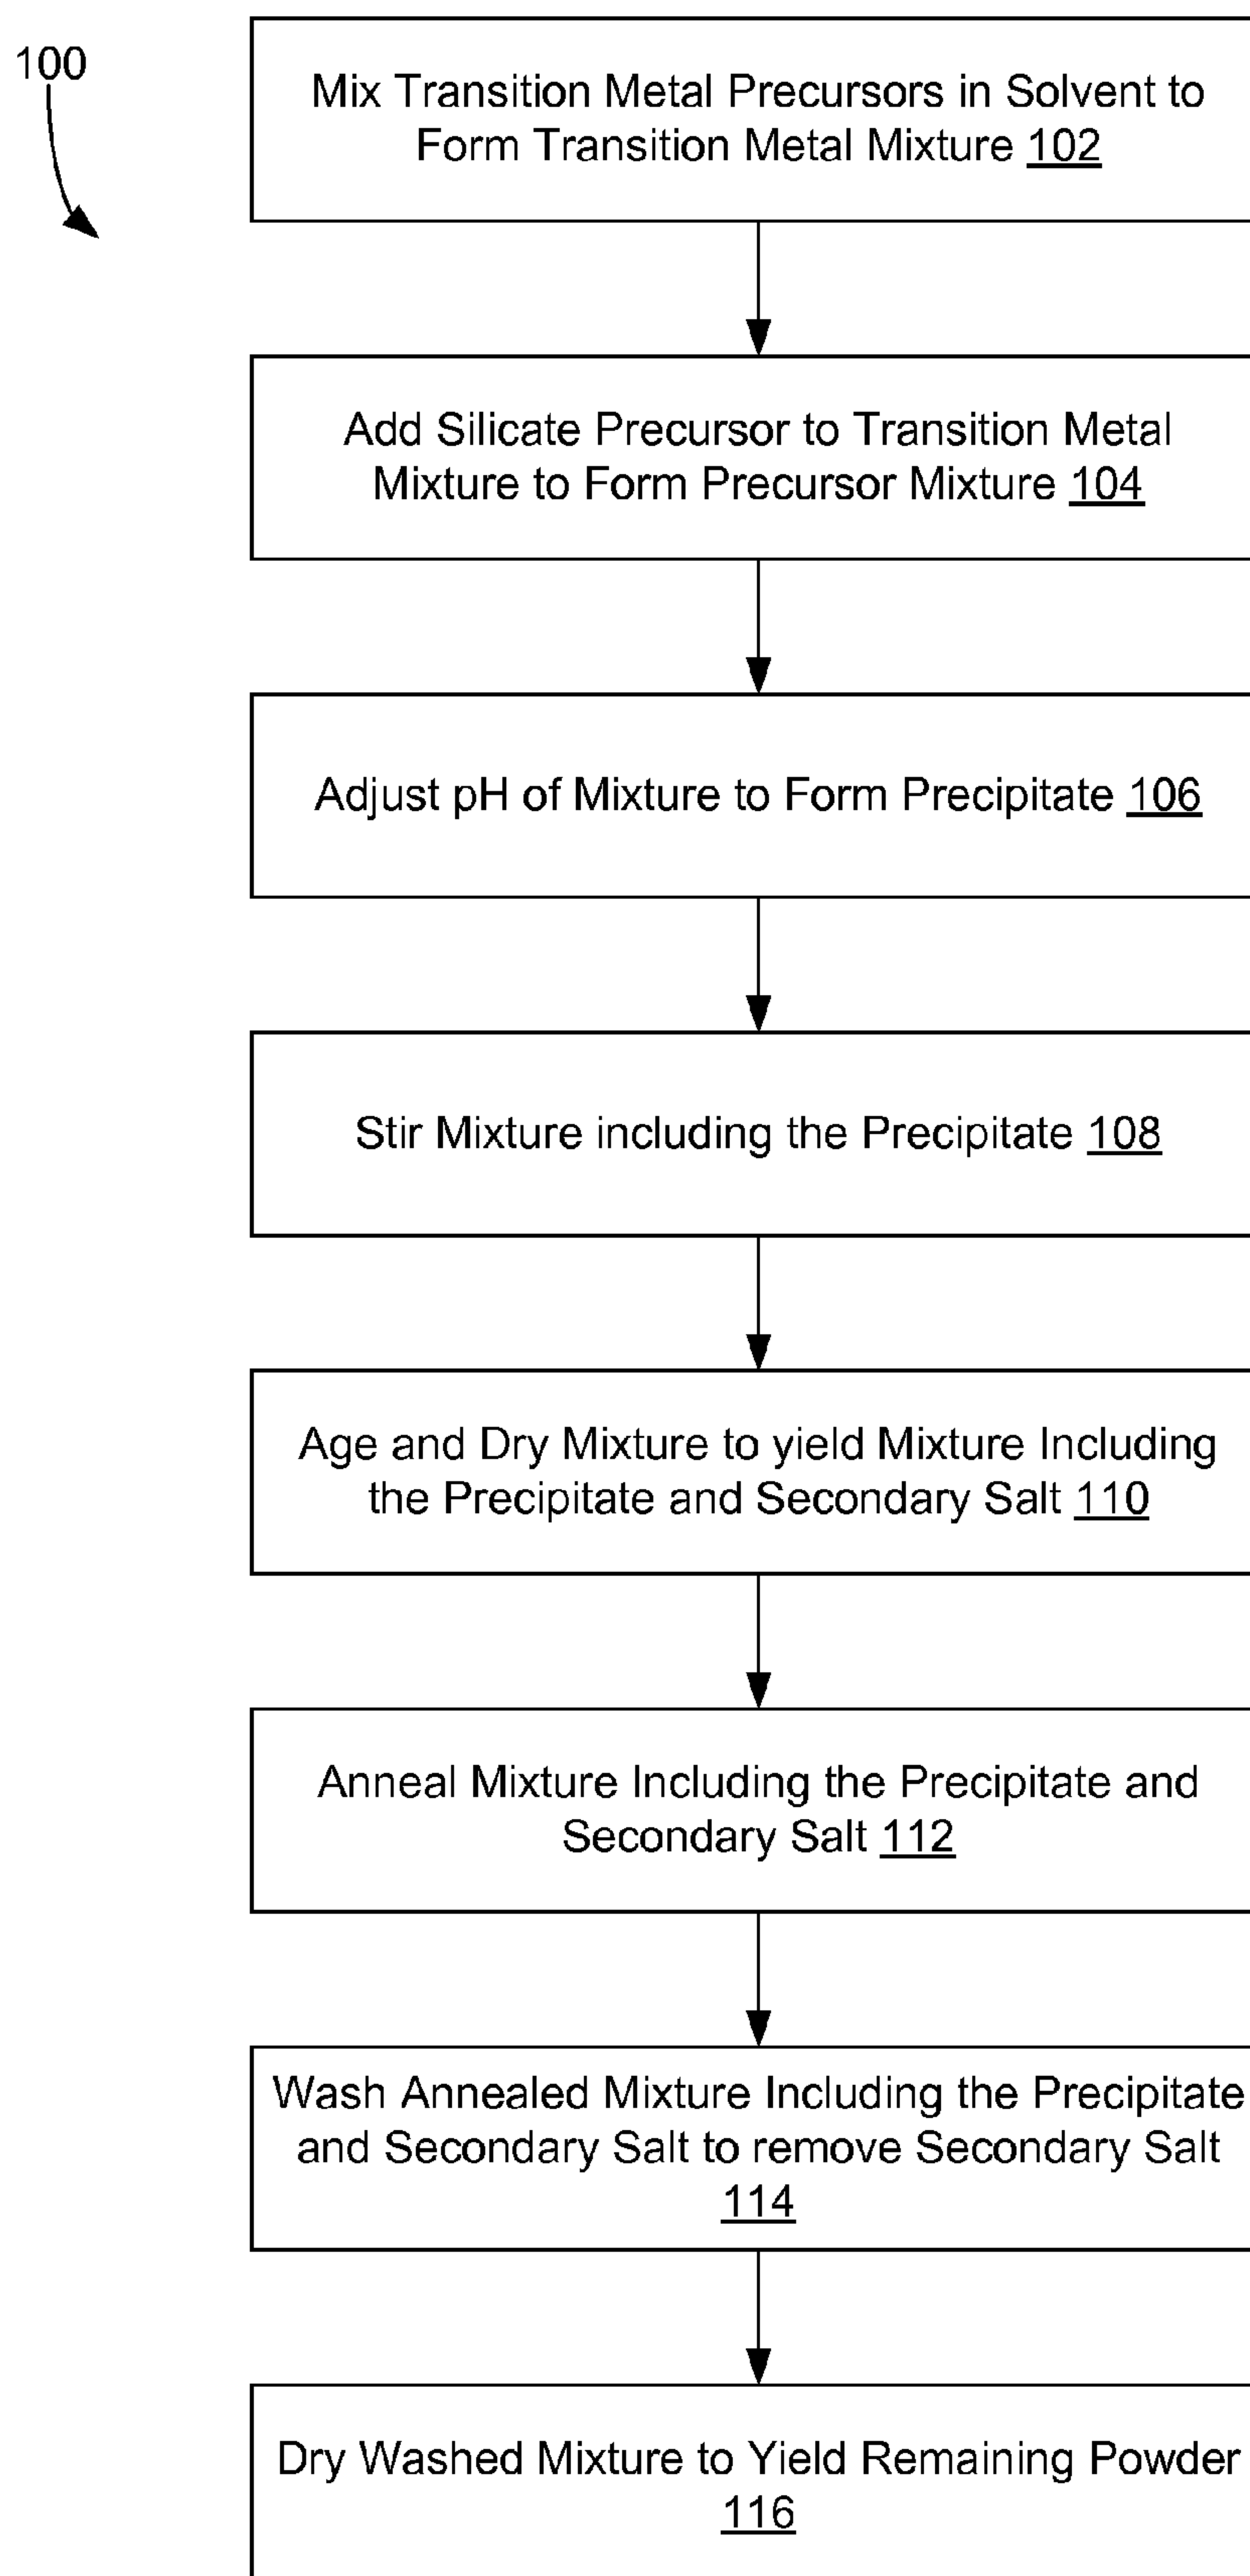 100
Mix Transition Metal Precursors in Solvent to
Form Transition Metal Mixture 102
Add Silicate Precursor to Transition Metal
Mixture to Form Precursor Mixture 104
Adjust pH of Mixture to Form Precipitate 106
Stir Mixture including the Precipitate 108
Age and Dry Mixture to yield Mixture Including
the Precipitate and Secondary Salt 110
Anneal Mixture Including the Precipitate and
Secondary Salt 112
Wash Annealed Mixture Including the Precipitate
and Secondary Salt to remove Secondary Salt
114
Dry Washed Mixture to Yield Remaining Powder
116